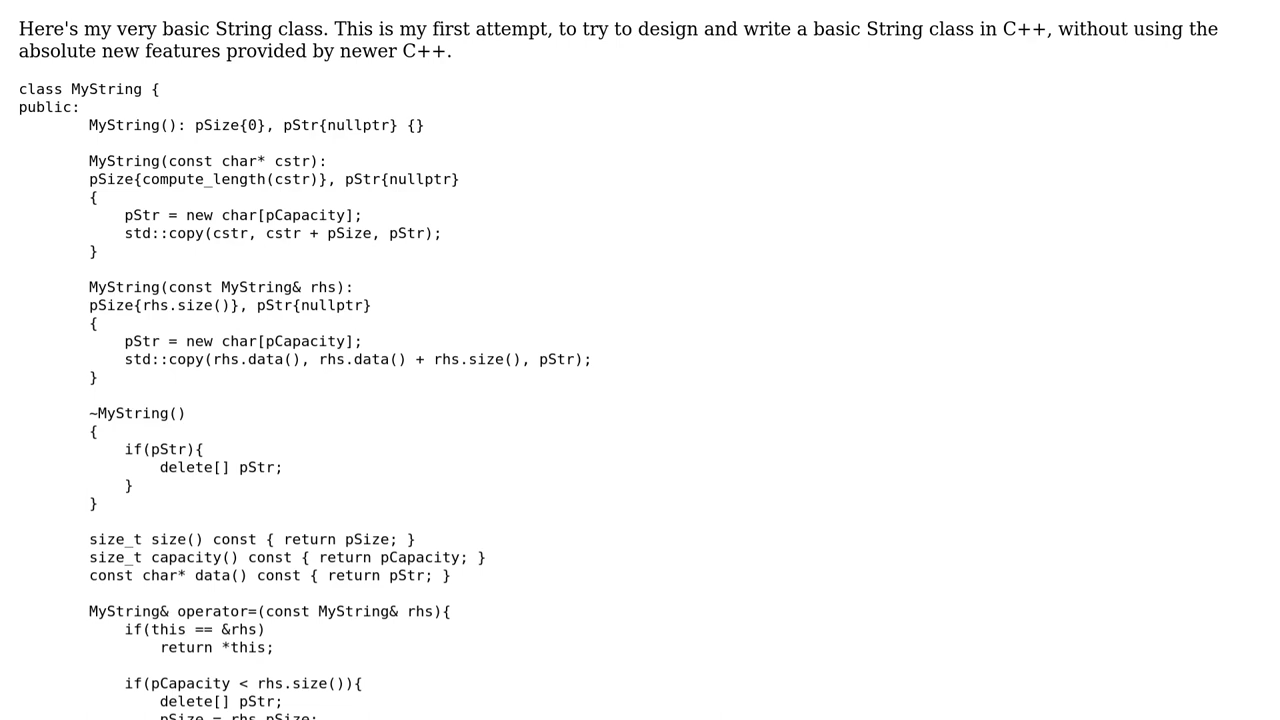 Here's my very basic String class. This is my first attempt, to try to design and write a basic String class in C++, without using the
absolute new features provided by newer C++.
class MyString {
public:
        MyString(): pSize{0}, pStr{nullptr} {}

        MyString(const char* cstr):
        pSize{compute_length(cstr)}, pStr{nullptr}
        {
            pStr = new char[pCapacity];
            std::copy(cstr, cstr + pSize, pStr);
        }

        MyString(const MyString& rhs):
        pSize{rhs.size()}, pStr{nullptr}
        {
            pStr = new char[pCapacity];
            std::copy(rhs.data(), rhs.data() + rhs.size(), pStr);
        }

        ~MyString()
        {
            if(pStr){
                delete[] pStr;
            }
        }

        size_t size() const { return pSize; }
        size_t capacity() const { return pCapacity; }
        const char* data() const { return pStr; }

        MyString& operator=(const MyString& rhs){
            if(this == &rhs)
                return *this;

            if(pCapacity < rhs.size()){
                delete[] pStr;
                pSize = rhs.pSize;